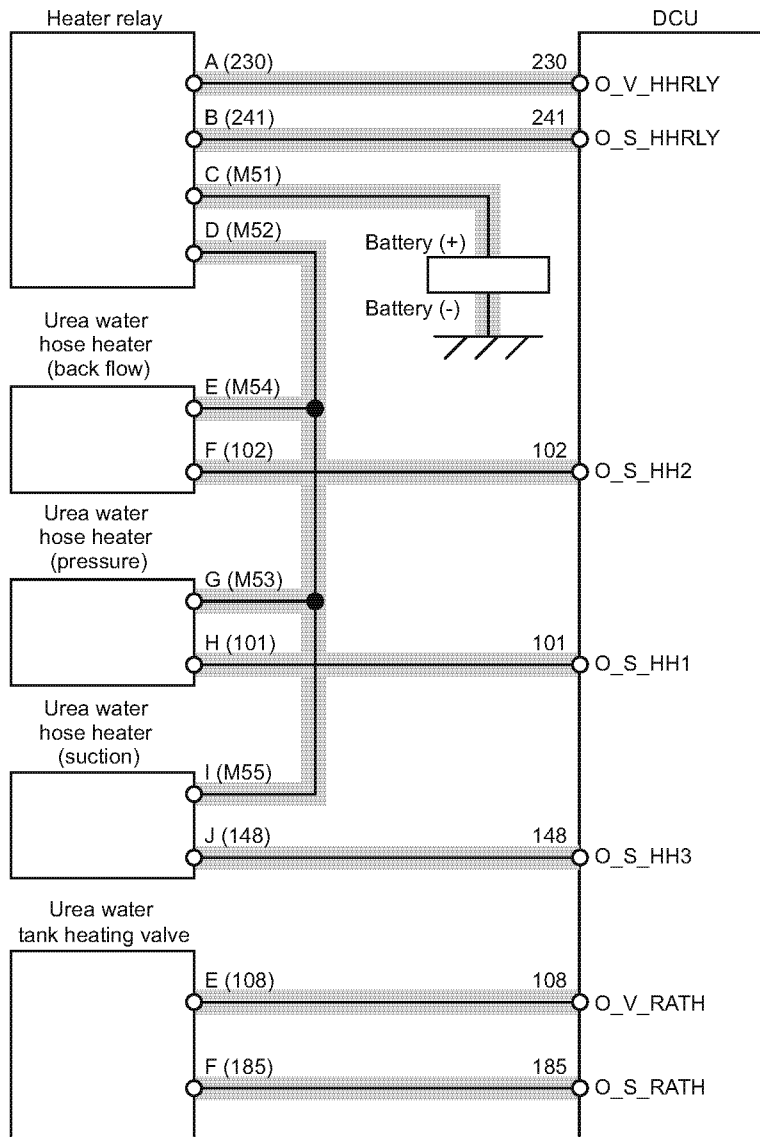 Heater relay
DCU
A (230)
230
O_V_HHRLY
B (241)
241
O_S_HHRLY
C (M51)
D (M52)
Battery (+)
Battery (-)
Urea water
hose heater
(back flow)
E (M54)
F (102)
102
O_S_HH2
Urea water
hose heater
(pressure)
G (M53)
H (101)
101
O_S_HH1
Urea water
hose heater
(suction)
I (M55)
J (148)
148
O_S_HH3
Urea water
tank heating valve
E (108)
108
O_V_RATH
F (185)
185
O_S_RATH